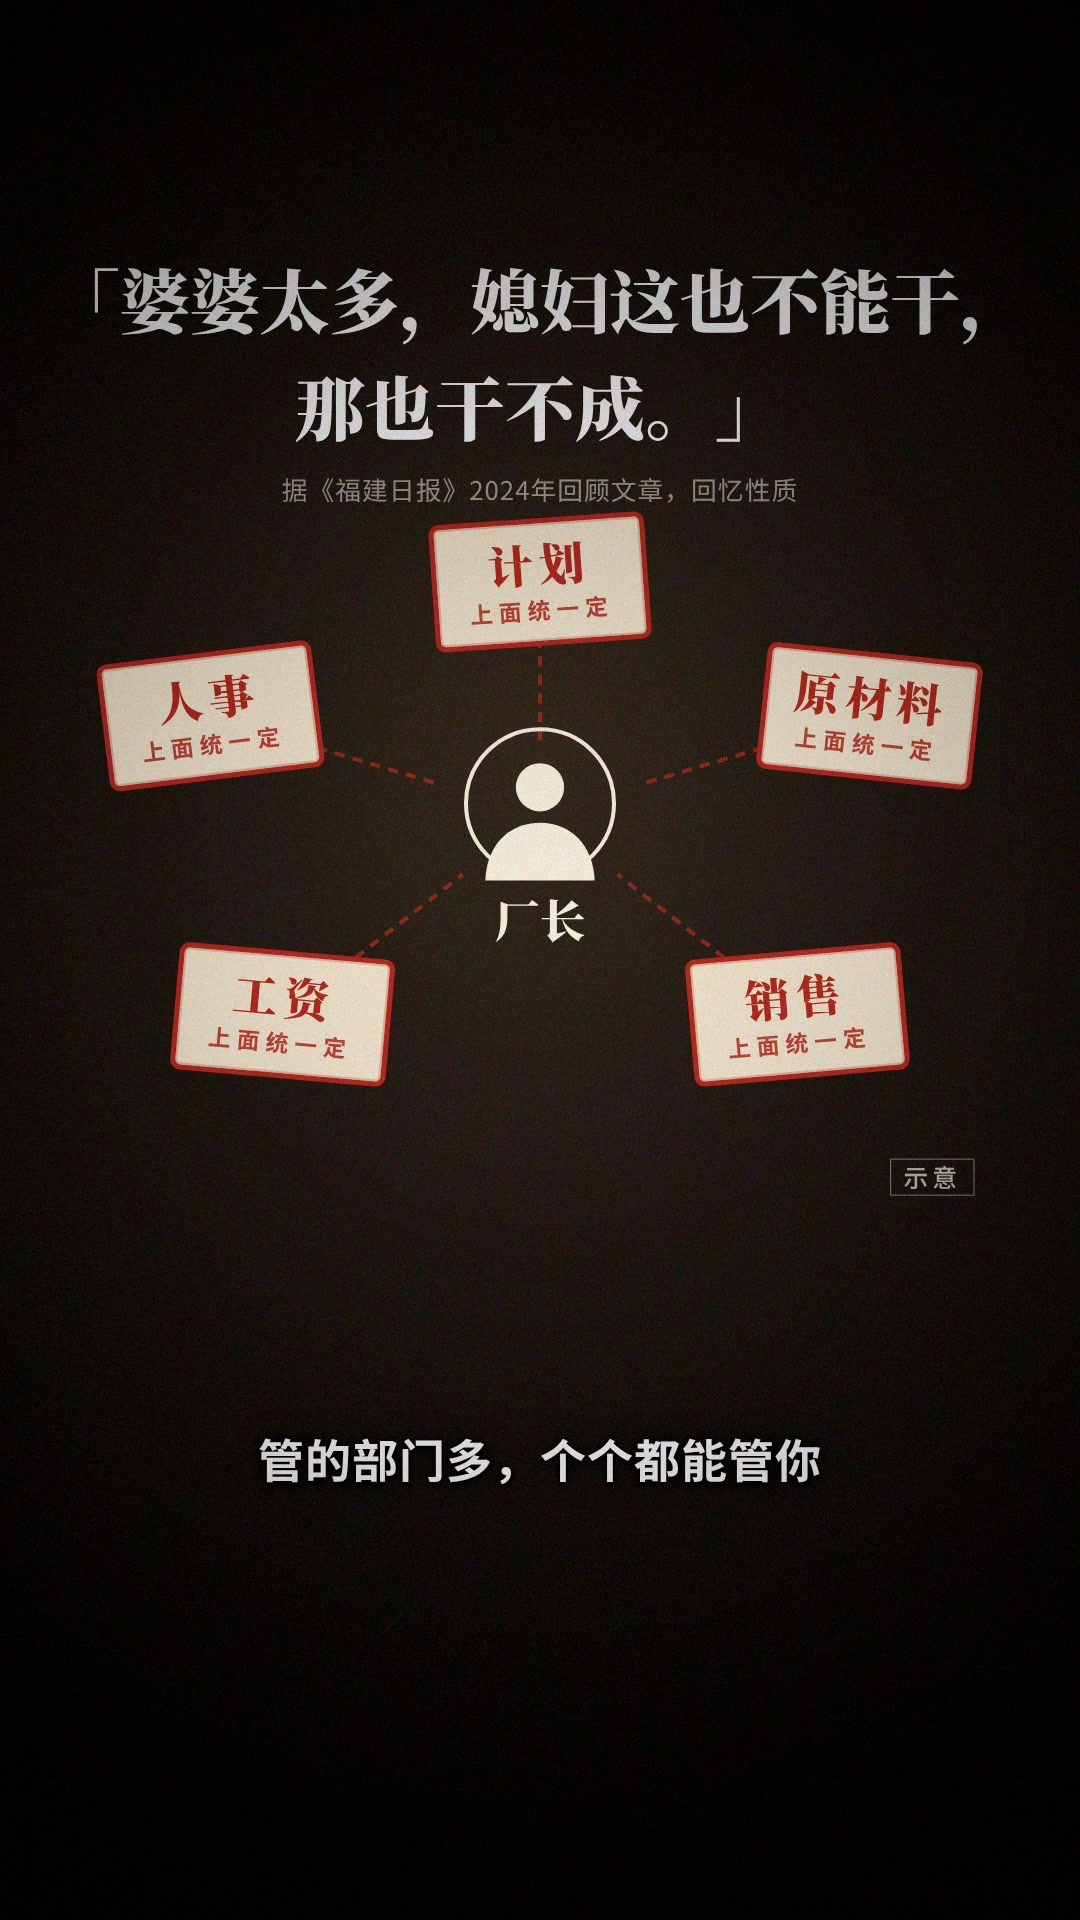 「婆婆太多，媳妇这也不能干，
那也干不成。」
据《福建日报》2024年回顾文章，回忆性质
计划
上面统一定
人事
上面统一定
原材料
上面统一定
厂长
工资
上面统一定
销售
上面统一定
示意
管的部门多，个个都能管你